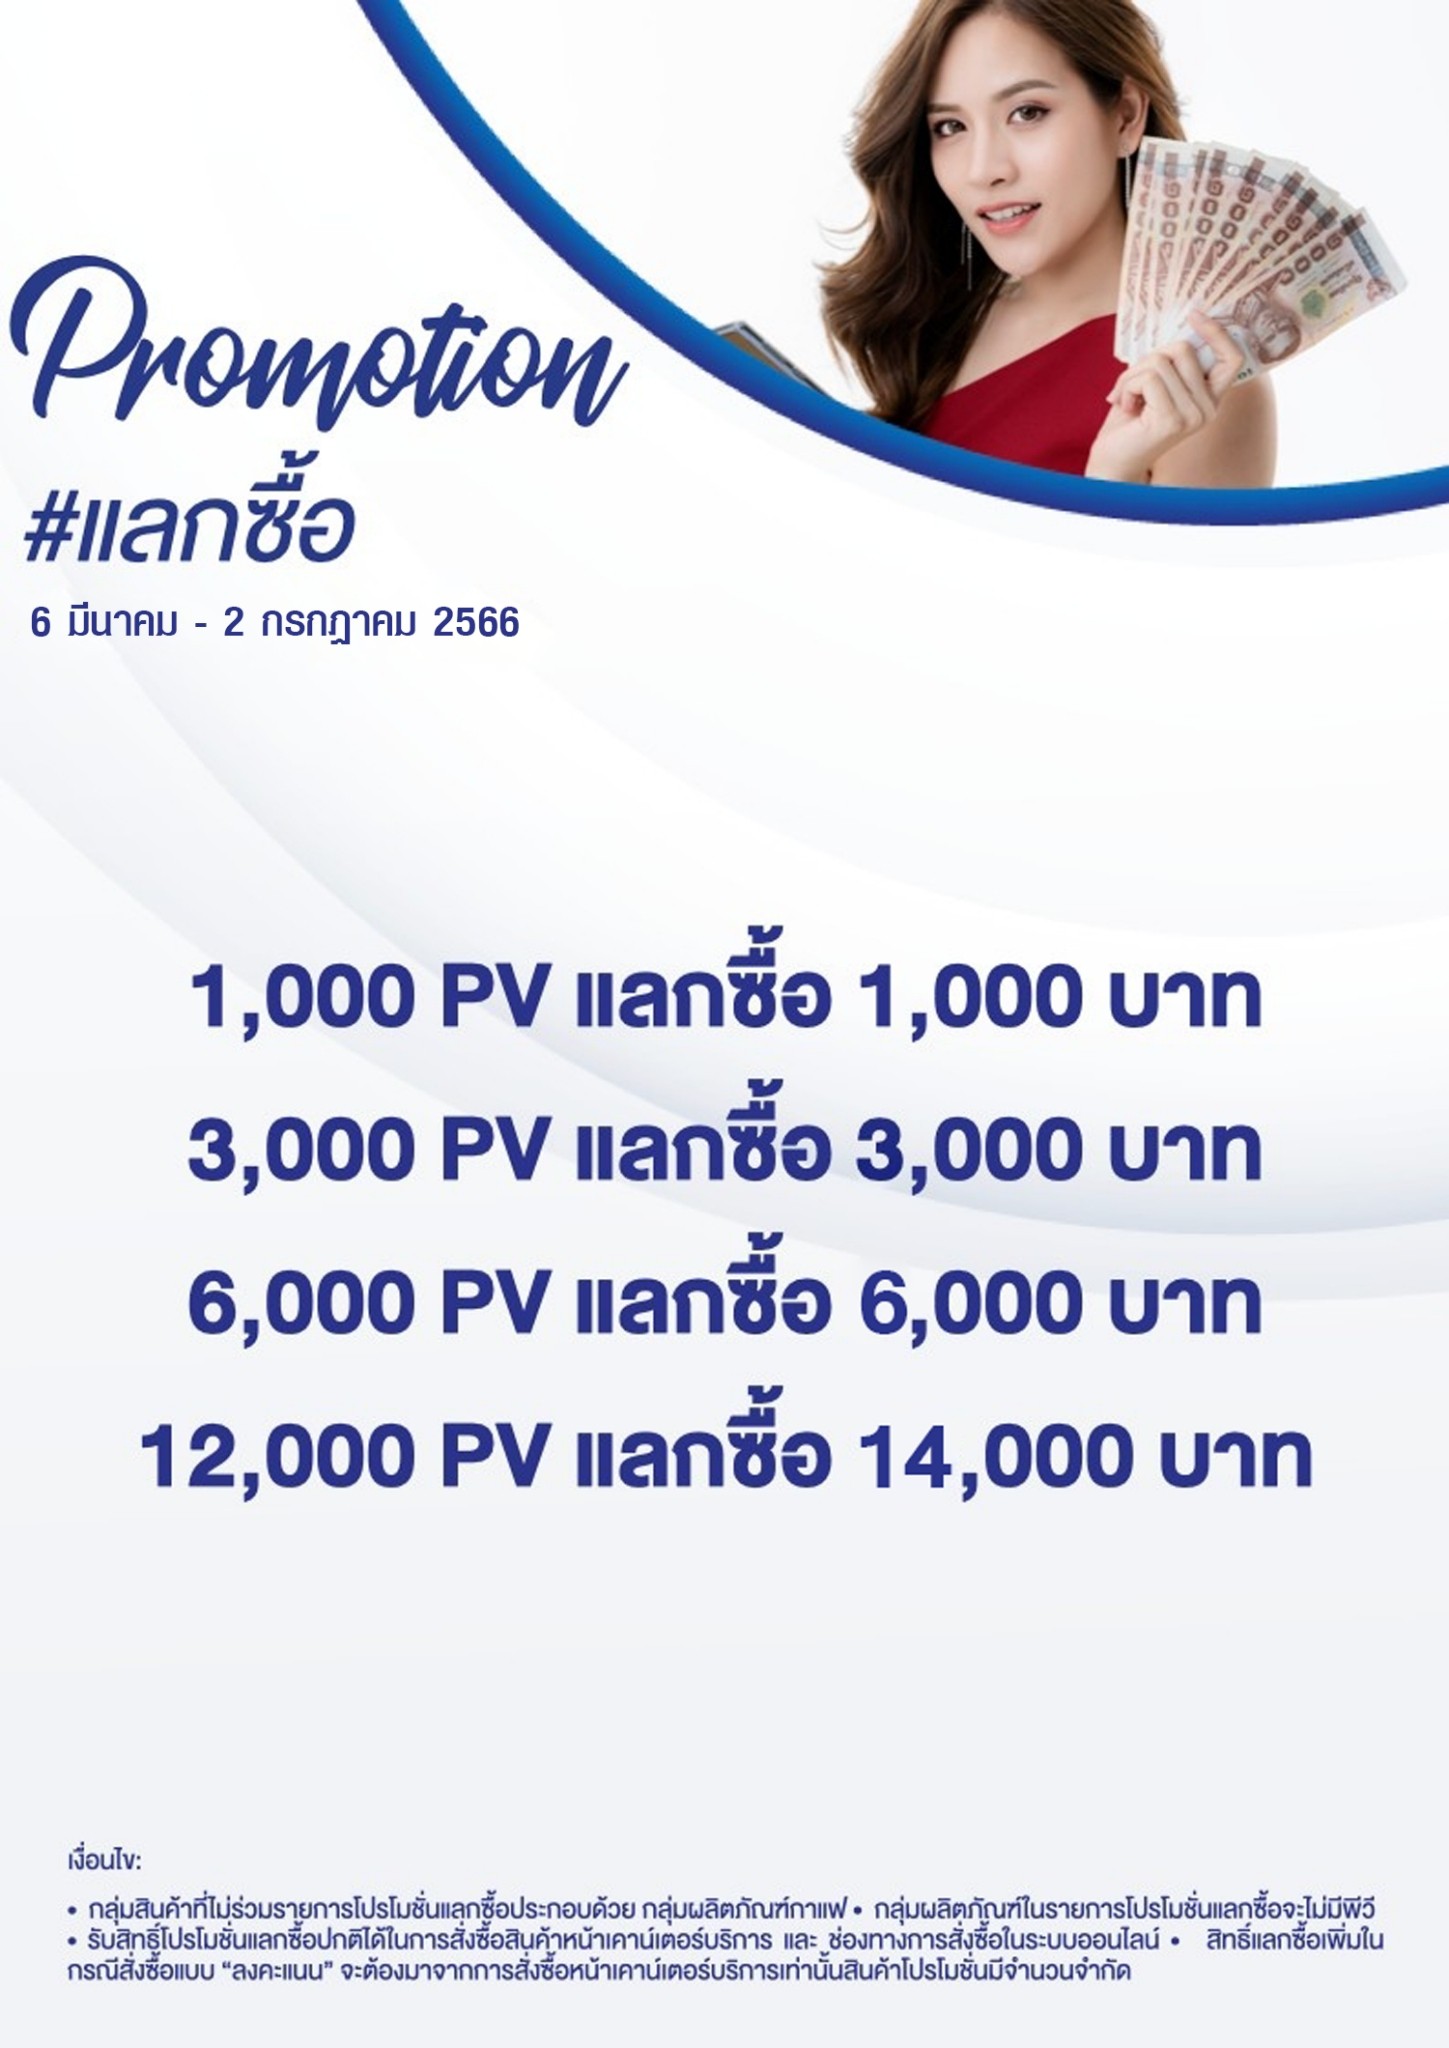 Promotion
#แลกซื้อ
6 มีนาคม - 2 กรกฎาคม 2566
1,000 PV แลกซื้อ 1,000 บาท
3,000 PV แลกซื้อ 3,000 บาท
6,000 PV แลกซื้อ 6,000 บาท
12,000 PV แลกซื้อ 14,000 บาท
เงื่อนไข:
• กลุ่มสินค้าที่ไม่ร่วมรายการโปรโมชั่นแลกซื้อประกอบด้วย กลุ่มผลิตภัณฑ์กาแฟ • กลุ่มผลิตภัณฑ์ในรายการโปรโมชั่นแลกซื้อจะไม่มีพีวี
• รับสิทธิ์โปรโมชั่นแลกซื้อปกติได้ในการสั่งซื้อสินค้าหน้าเคาน์เตอร์บริการ และ ช่องทางการสั่งซื้อในระบบออนไลน์ • สิทธิ์แลกซื้อเพิ่มใน
กรณีสั่งซื้อแบบ “ลงคะแนน” จะต้องมาจากการสั่งซื้อหน้าเคาน์เตอร์บริการเท่านั้นสินค้าโปรโมชั่นมีจำนวนจำกัด